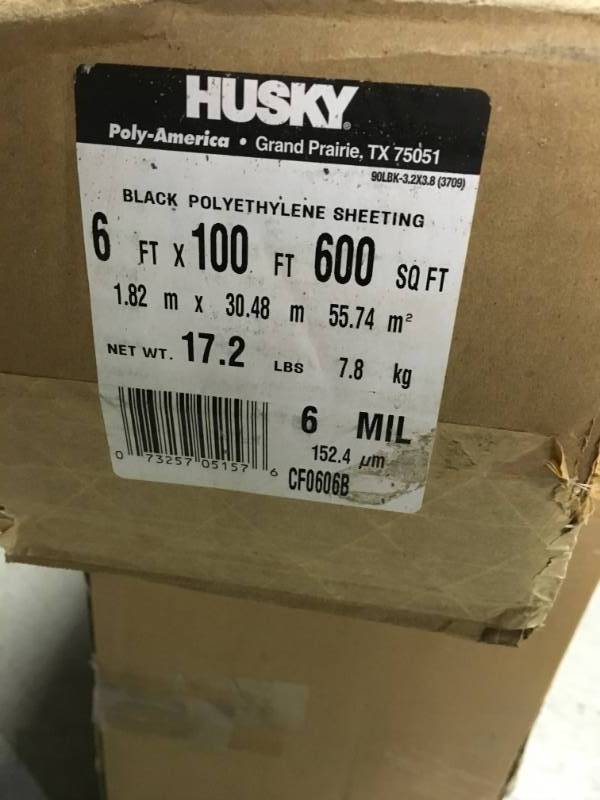 HUSKY®
Poly-America • Grand Prairie, TX 75051
90LBK-3.2X3.8 (3709)
BLACK POLYETHYLENE SHEETING
6 FT X 100 FT 600 SQ FT
1.82 m x 30.48 m 55.74 m²
NET WT. 17.2 LBS 7.8 kg
6 MIL
152.4 µm
0 73257 05157 6
CF0606B